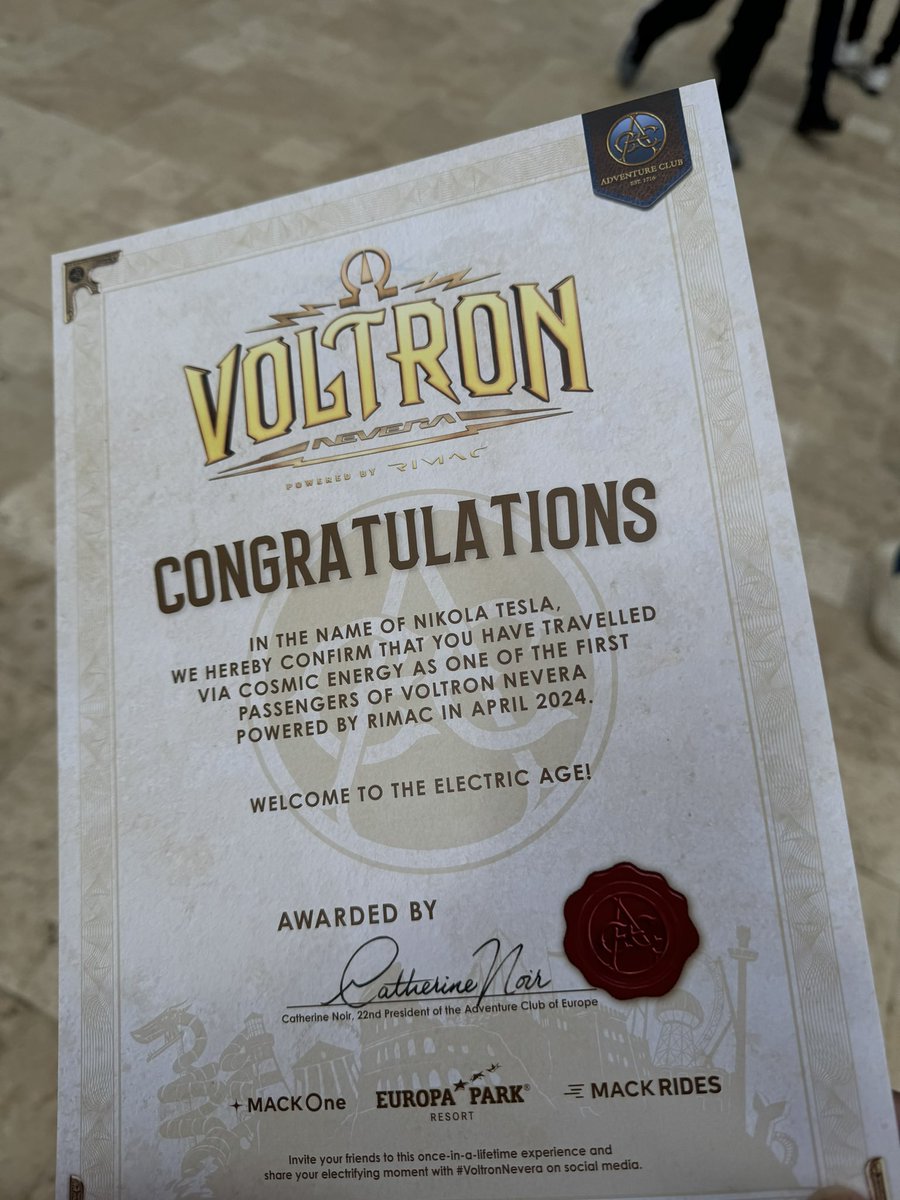 ACE
ADVENTURE CLUB
EST. 1716
VOLTRON
NEVERA
POWERED BY RIMAC
CONGRATULATIONS
IN THE NAME OF NIKOLA TESLA,
WE HEREBY CONFIRM THAT YOU HAVE TRAVELLED
VIA COSMIC ENERGY AS ONE OF THE FIRST
PASSENGERS OF VOLTRON NEVERA
POWERED BY RIMAC IN APRIL 2024.
WELCOME TO THE ELECTRIC AGE!
AWARDED BY
Catherine Noir
Catherine Noir, 22nd President of the Adventure Club of Europe
MACK One
EUROPA PARK®
RESORT
MACK RIDES
Invite your friends to this once-in-a-lifetime experience and
share your electrifying moment with #VoltronNevera on social media.